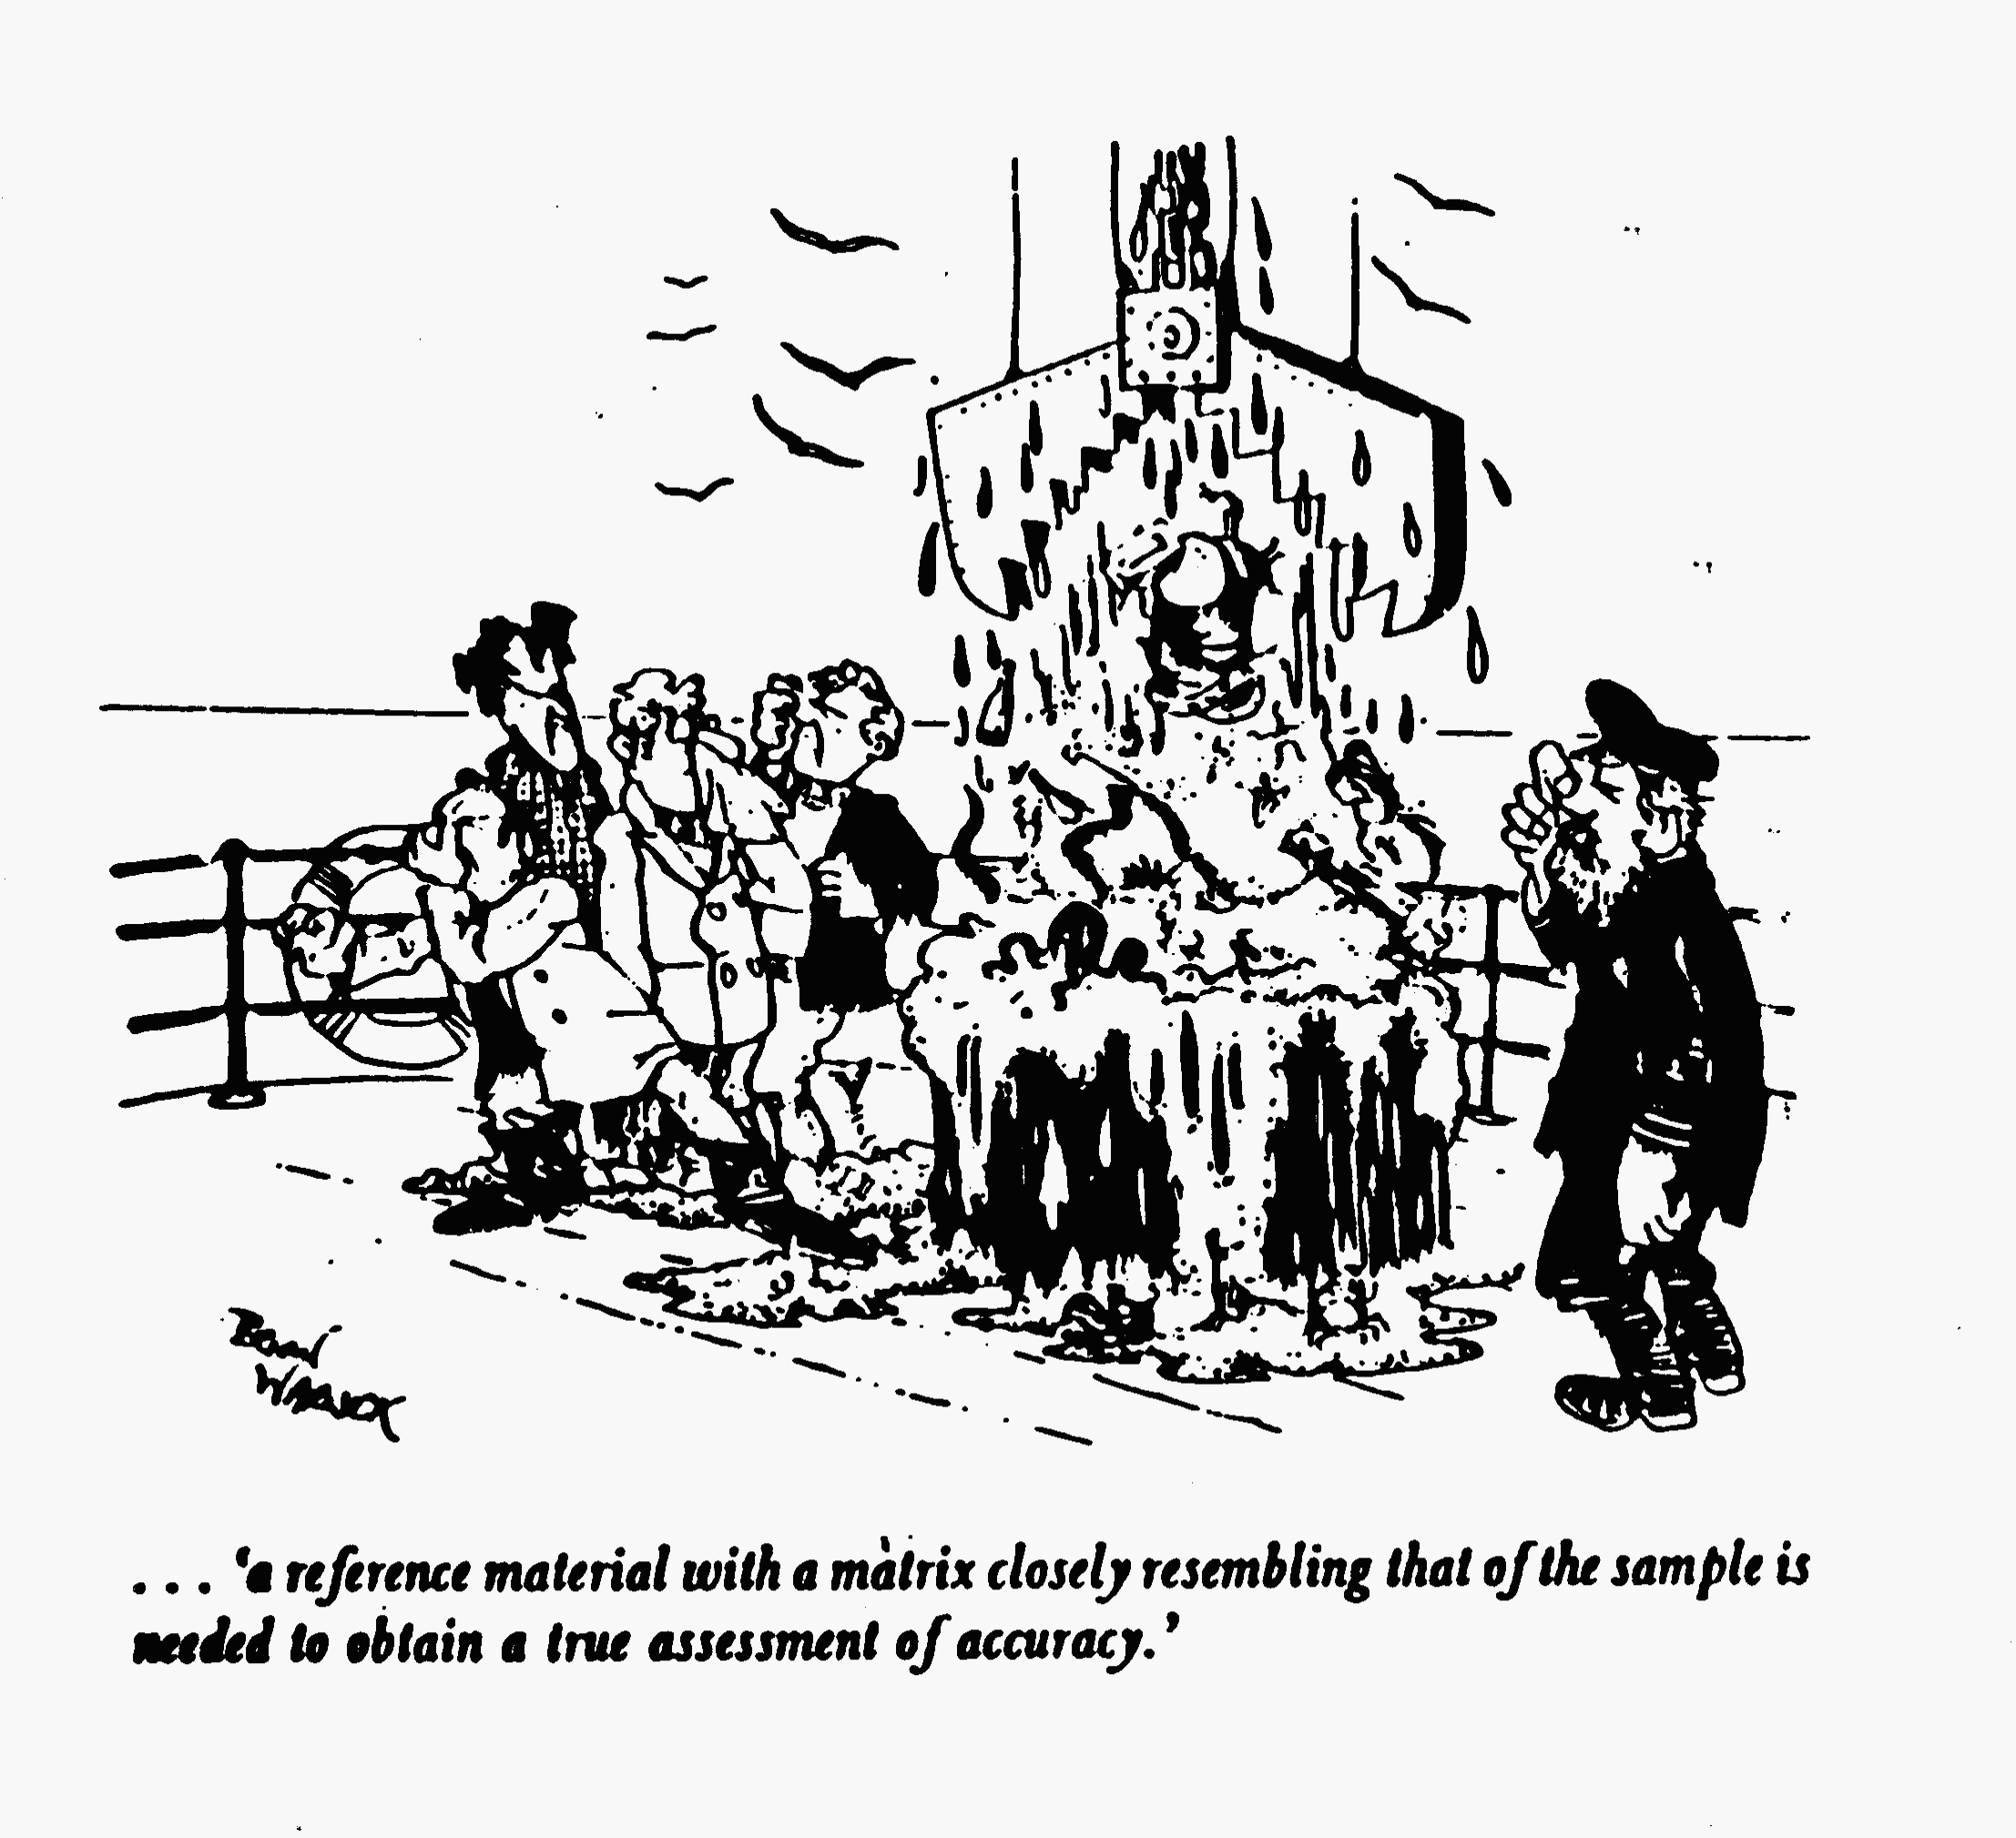 . . . ‘a reference material with a matrix closely resembling that of the sample is
needed to obtain a true assessment of accuracy.’